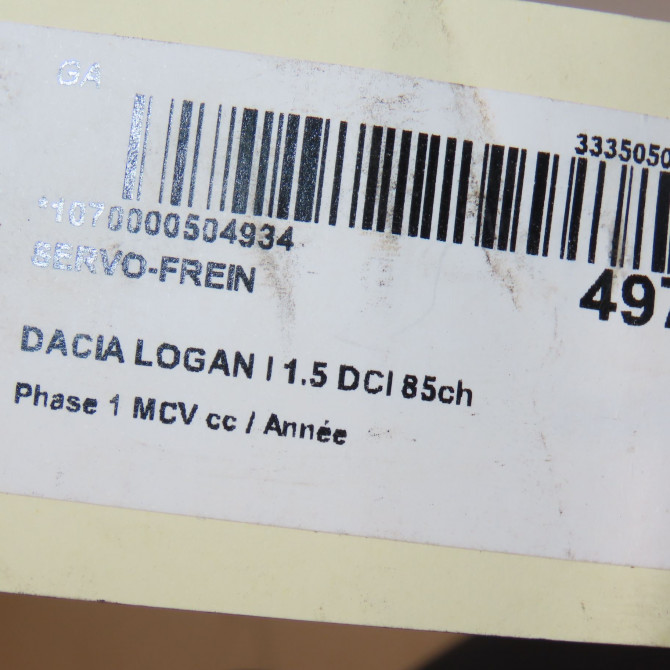 GA
3335050
*1070000504934
SERVO-FREIN
497
DACIA LOGAN I 1.5 DCI 85ch
Phase 1 MCV cc / Année